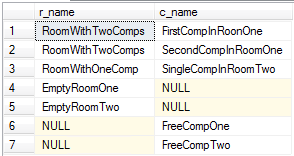 r_name c_name
1 RoomWithTwoComps FirstCompInRoonOne
2 RoomWithTwoComps SecondCompInRoomOne
3 RoomWithOneComp SingleCompInRoomTwo
4 EmptyRoomOne NULL
5 EmptyRoomTwo NULL
6 NULL FreeCompOne
7 NULL FreeCompTwo